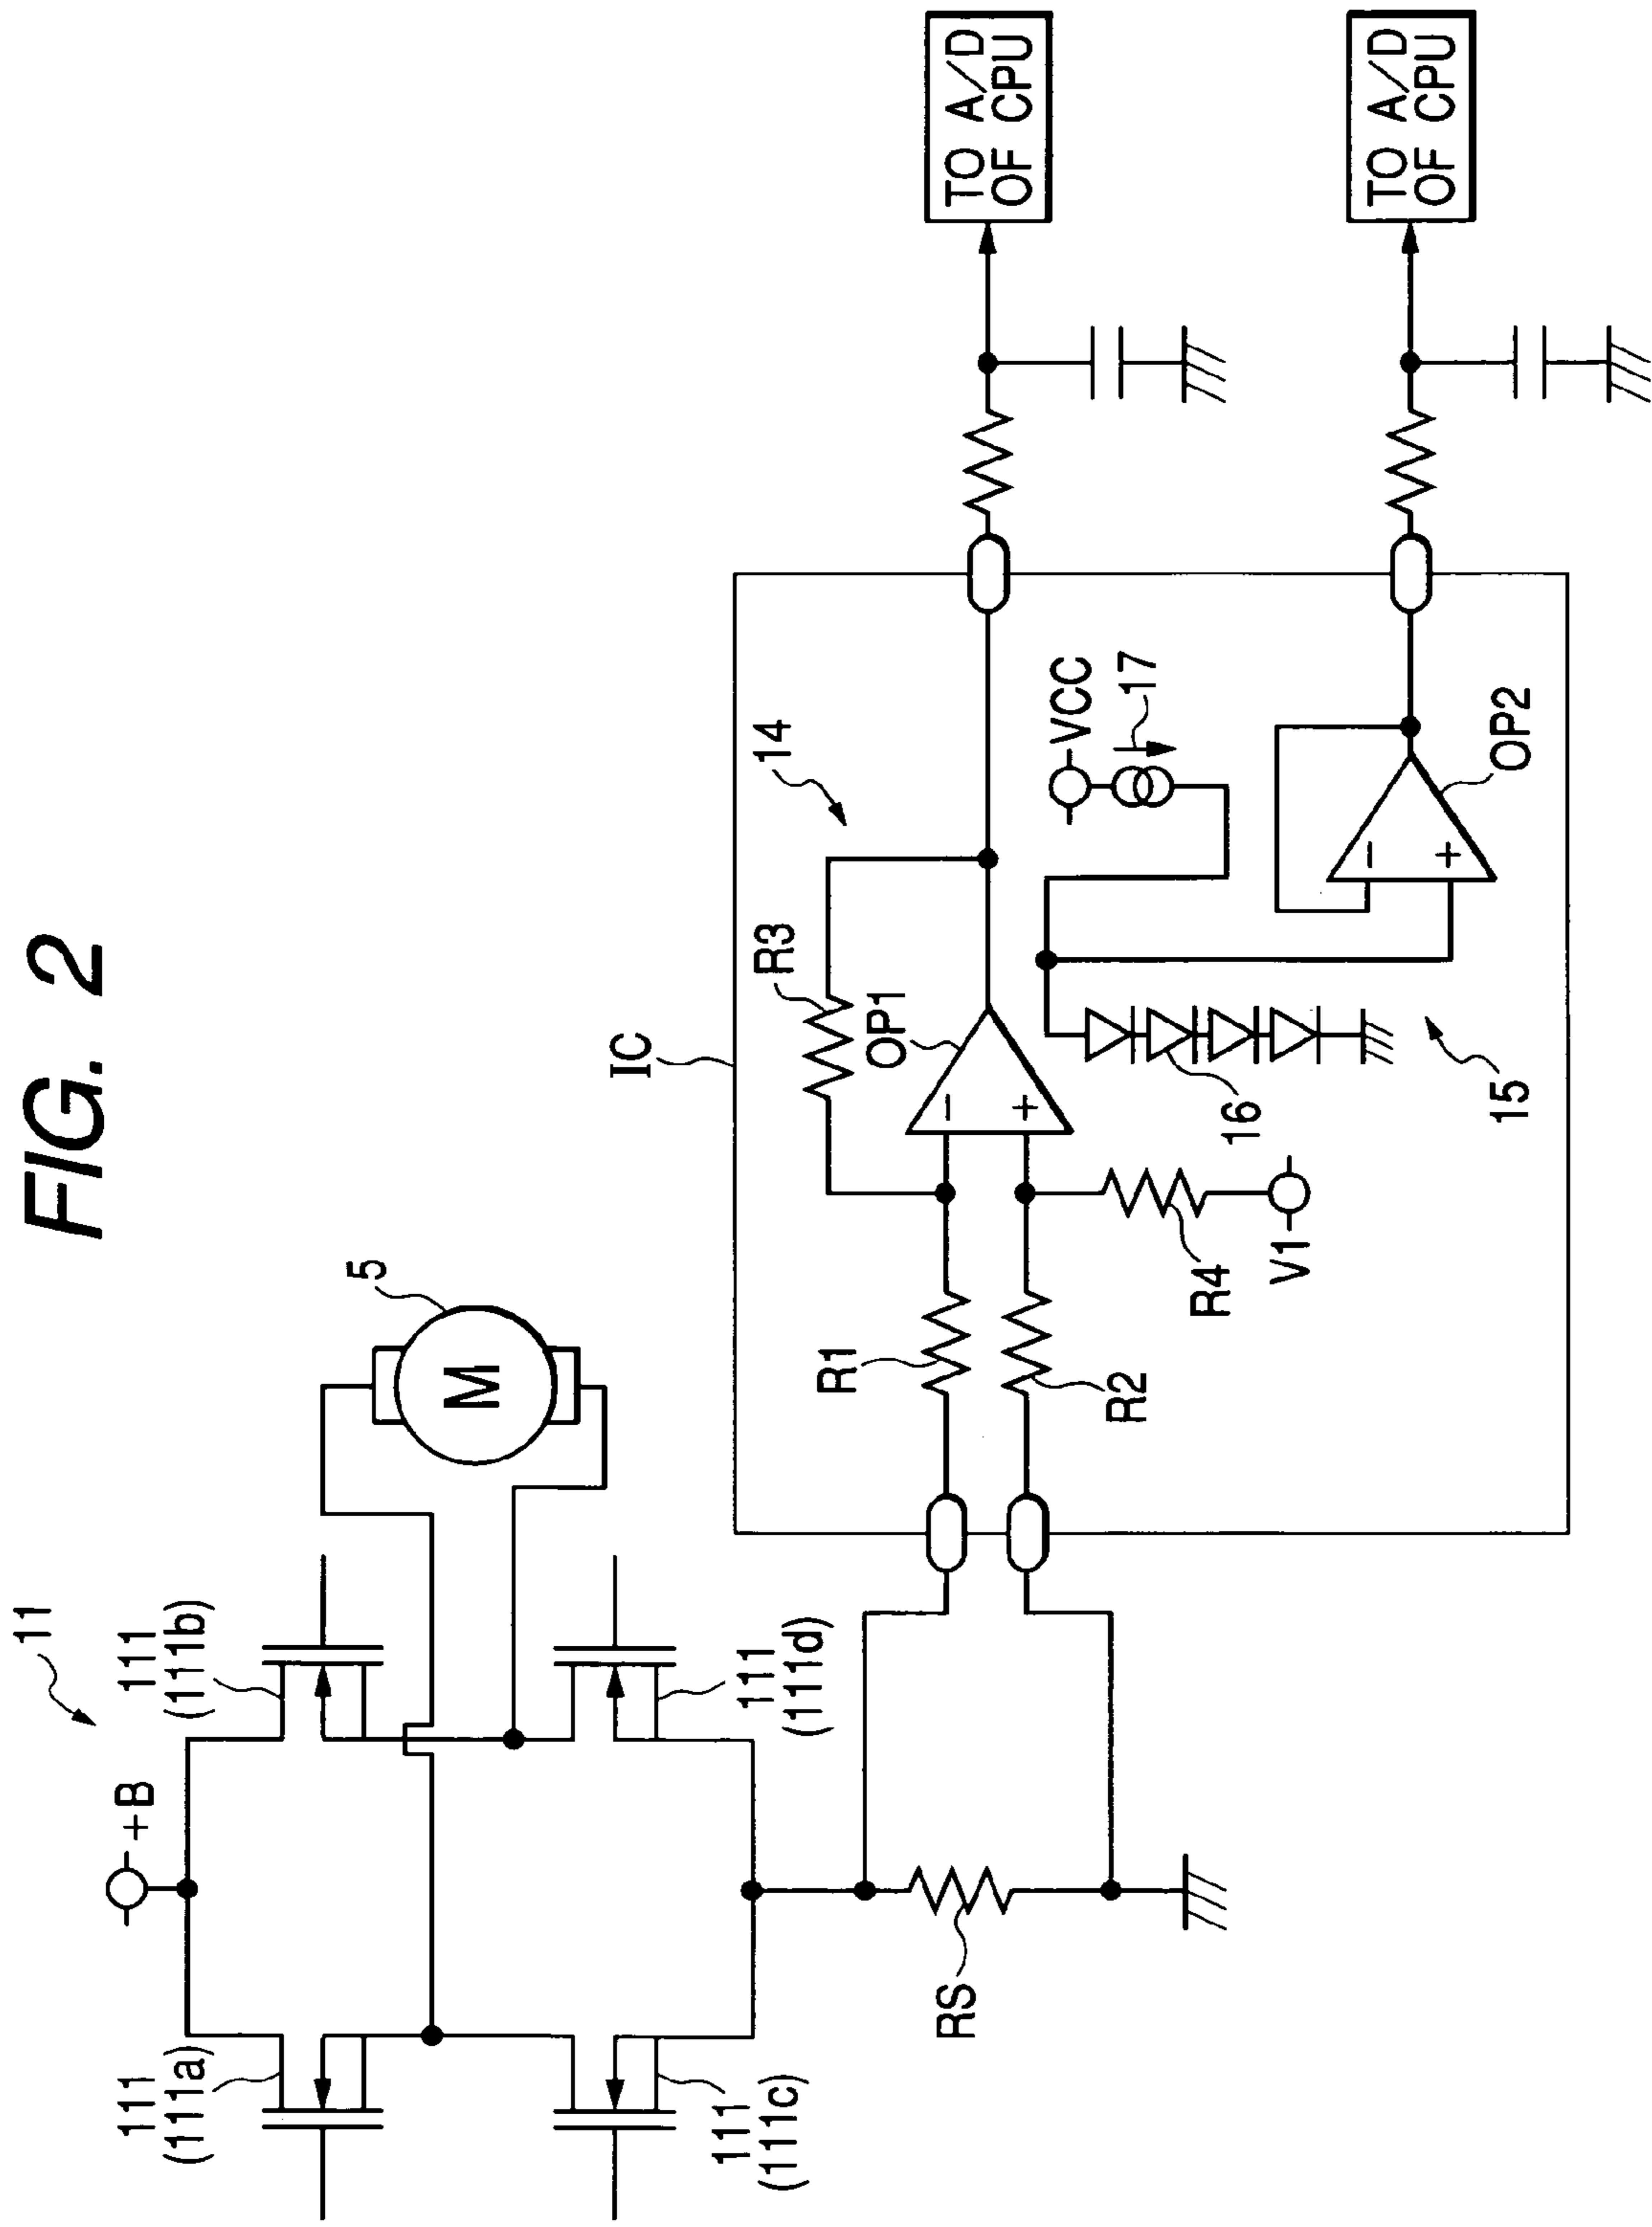 FIG. 2
11
111
(111a)
+B
111
(111b)
5
M
111
(111c)
111
(111d)
RS
IC
14
R1
R2
R3
OP1
R4
V1
VCC
17
16
15
OP2
-
+
-
+
TO A/D
OF CPU
TO A/D
OF CPU